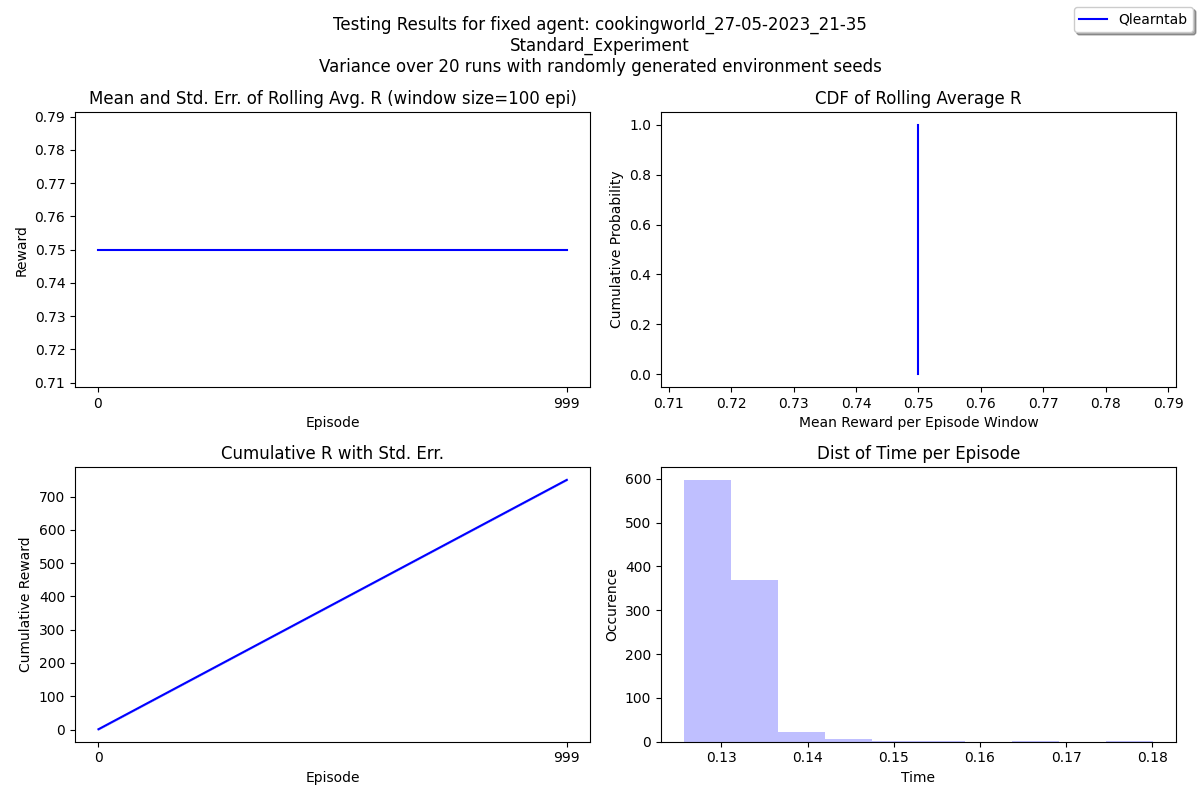 Testing Results for fixed agent: cookingworld_27-05-2023_21-35
Standard_Experiment
Variance over 20 runs with randomly generated environment seeds
Qlearntab
Mean and Std. Err. of Rolling Avg. R (window size=100 epi)
0.79
0.78
0.77
0.76
0.75
0.74
0.73
0.72
0.71
Reward
0
999
Episode
CDF of Rolling Average R
1.0
0.8
0.6
0.4
0.2
0.0
Cumulative Probability
0.71 0.72 0.73 0.74 0.75 0.76 0.77 0.78 0.79
Mean Reward per Episode Window
Cumulative R with Std. Err.
700
600
500
400
300
200
100
0
Cumulative Reward
0
999
Episode
Dist of Time per Episode
600
500
400
300
200
100
0
Occurence
0.13 0.14 0.15 0.16 0.17 0.18
Time